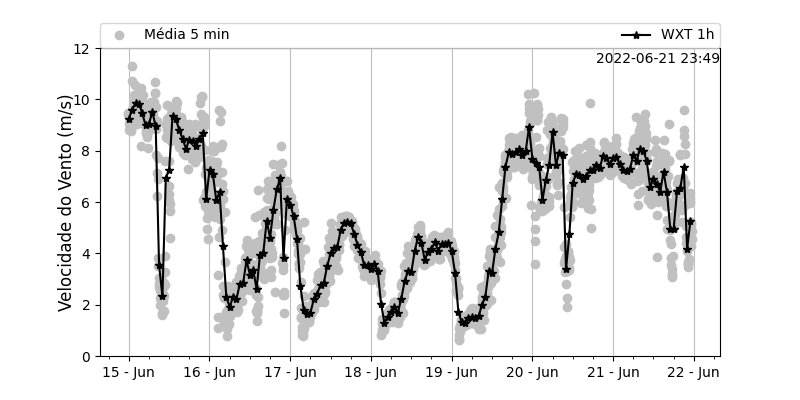 Média 5 min
WXT 1h
2022-06-21 23:49
Velocidade do Vento (m/s)
12
10
8
6
4
2
0
15 - Jun
16 - Jun
17 - Jun
18 - Jun
19 - Jun
20 - Jun
21 - Jun
22 - Jun